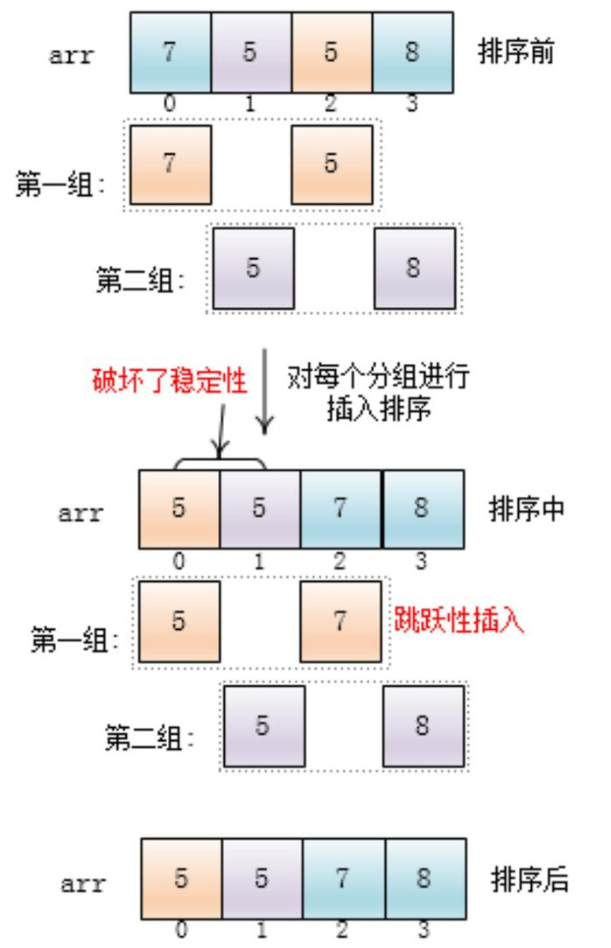 arr 7 5 5 8 排序前
0 1 2 3
第一组: 7 5
第二组: 5 8
破坏了稳定性 对每个分组进行
插入排序
arr 5 5 7 8 排序中
0 1 2 3
第一组: 5 7 跳跃性插入
第二组: 5 8
arr 5 5 7 8 排序后
0 1 2 3